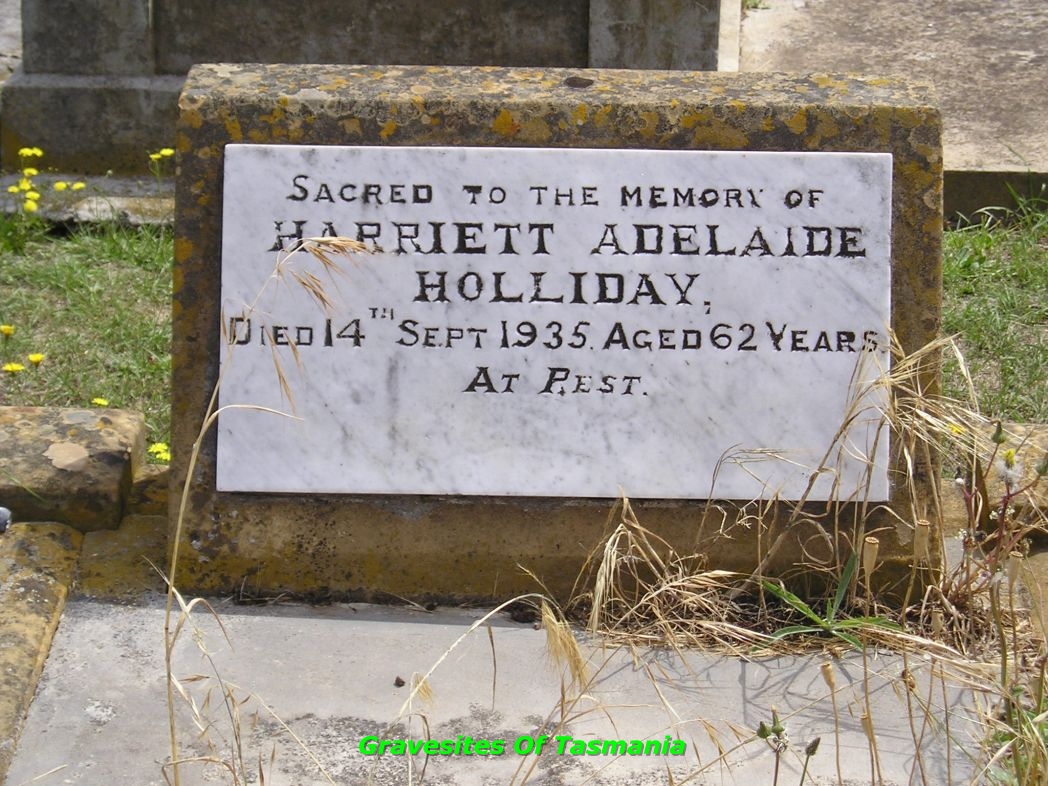 SACRED TO THE MEMORY OF
HARRIETT ADELAIDE
HOLLIDAY,
DIED 14TH SEPT 1935. AGED 62 YEARS.
AT REST.
Gravesites Of Tasmania